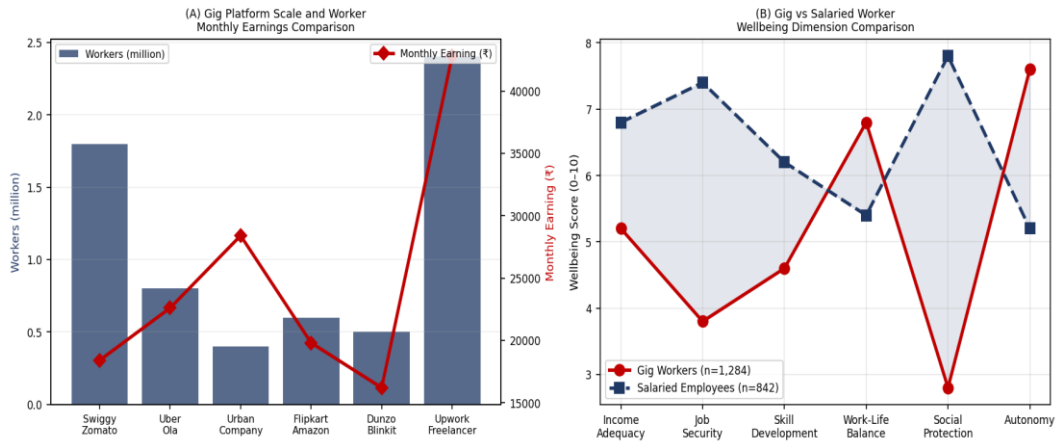 (A) Gig Platform Scale and Worker
Monthly Earnings Comparison
Workers (million)
Monthly Earning (₹)
2.5
2.0
1.5
1.0
0.5
0.0
Workers (million)
40000
35000
30000
25000
20000
15000
Monthly Earning (₹)
Swiggy
Zomato
Uber
Ola
Urban
Company
Flipkart
Amazon
Dunzo
Blinkit
Upwork
Freelancer
(B) Gig vs Salaried Worker
Wellbeing Dimension Comparison
8
7
6
5
4
3
Wellbeing Score (0–10)
Gig Workers (n=1,284)
Salaried Employees (n=842)
Income
Adequacy
Job
Security
Skill
Development
Work-Life
Balance
Social
Protection
Autonomy